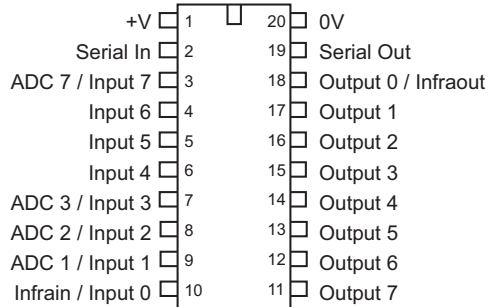 +V 1 20 0V
Serial In 2 19 Serial Out
ADC 7 / Input 7 3 18 Output 0 / Infraout
Input 6 4 17 Output 1
Input 5 5 16 Output 2
Input 4 6 15 Output 3
ADC 3 / Input 3 7 14 Output 4
ADC 2 / Input 2 8 13 Output 5
ADC 1 / Input 1 9 12 Output 6
Infrain / Input 0 10 11 Output 7